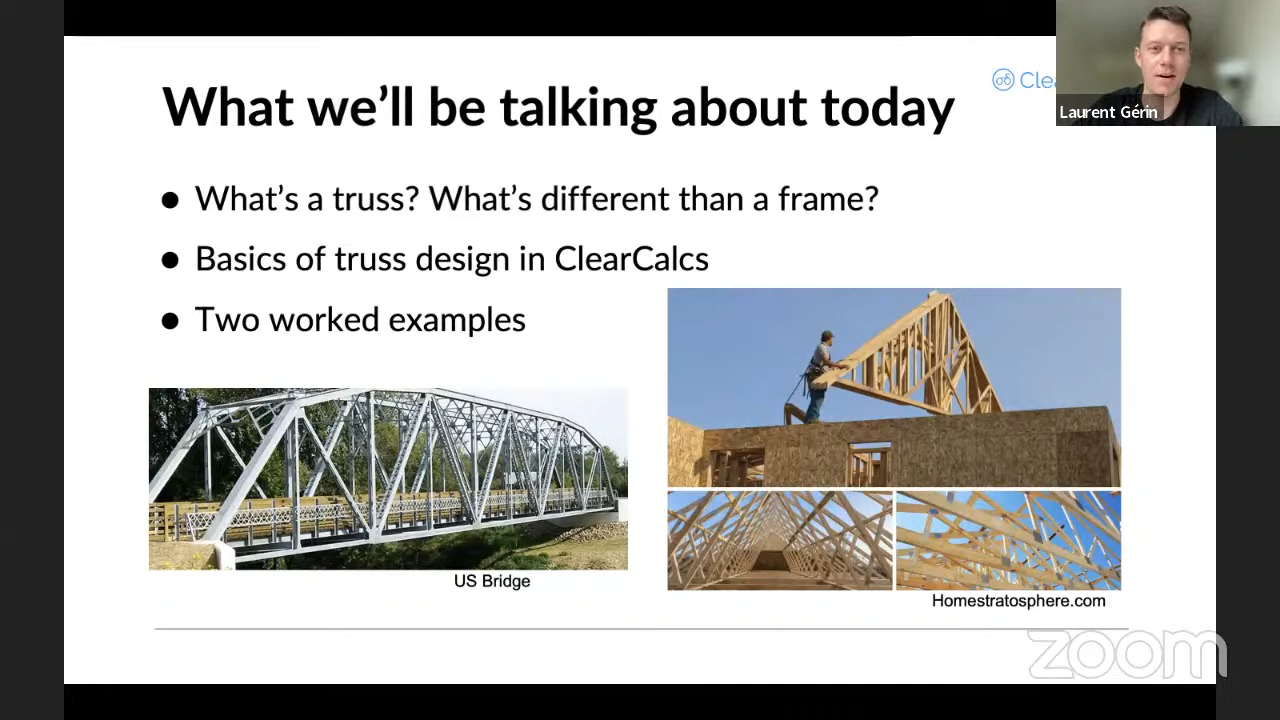 What we'll be talking about today
Clea
Laurent Gérin
● What's a truss? What's different than a frame?
● Basics of truss design in ClearCalcs
● Two worked examples
US Bridge
Homestratosphere.com
zoom